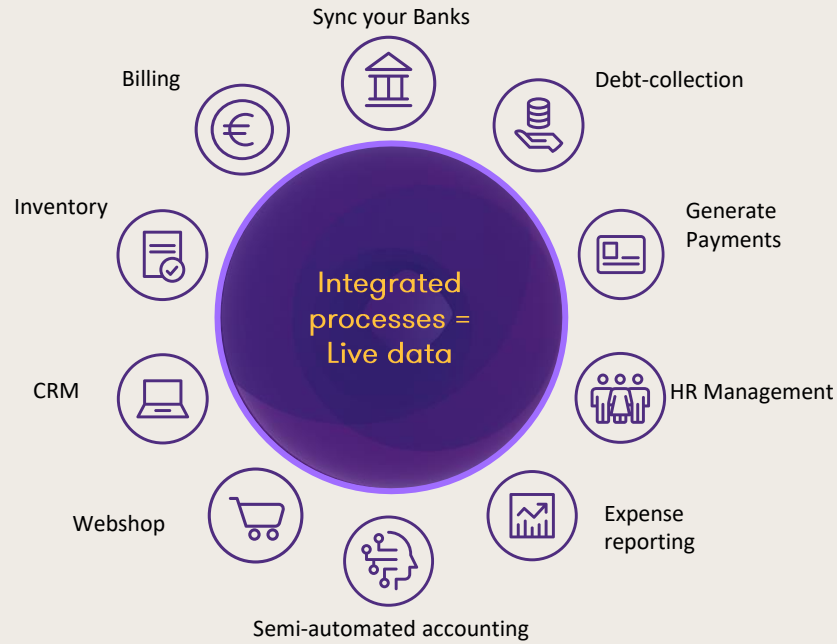 Sync your Banks
Billing
Debt-collection
Inventory
Generate
Payments
Integrated
processes =
Live data
CRM
HR Management
Webshop
Expense
reporting
Semi-automated accounting